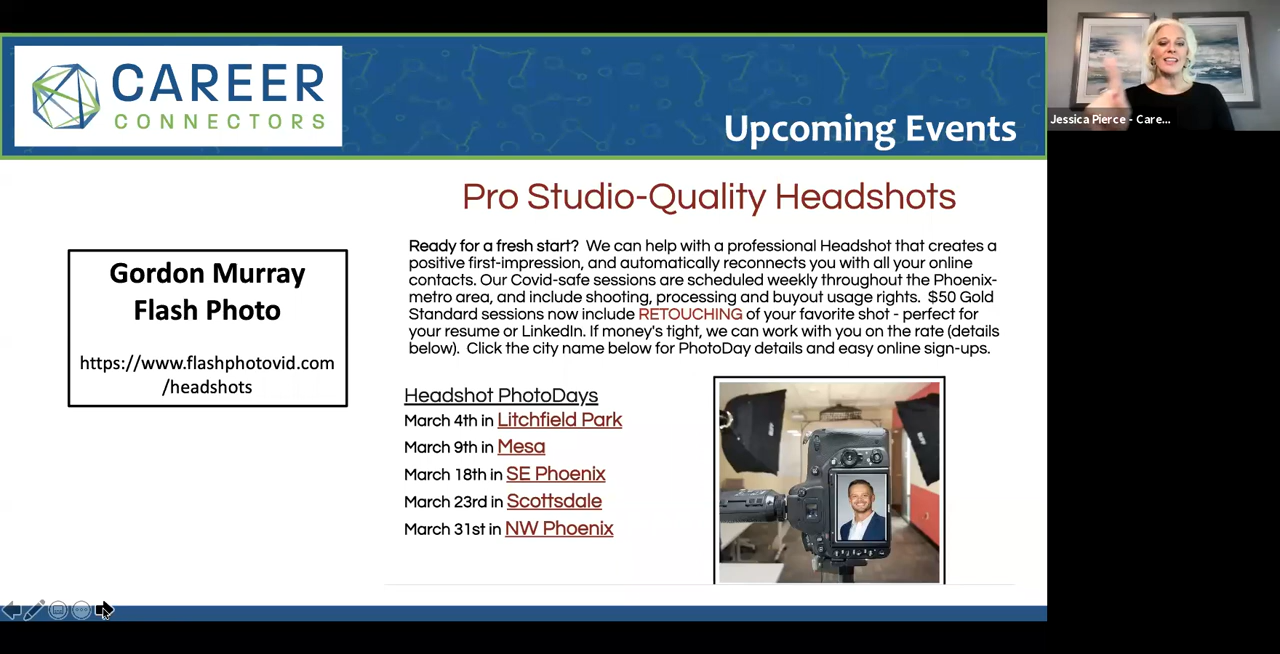 CAREER
CONNECTORS
Upcoming Events
Jessica Pierce - Care...
Pro Studio-Quality Headshots
Gordon Murray
Flash Photo
https://www.flashphotovid.com
/headshots
Ready for a fresh start? We can help with a professional Headshot that creates a
positive first-impression, and automatically reconnects you with all your online
contacts. Our Covid-safe sessions are scheduled weekly throughout the Phoenix-
metro area, and include shooting, processing and buyout usage rights. $50 Gold
Standard sessions now include RETOUCHING of your favorite shot - perfect for
your resume or LinkedIn. If money's tight, we can work with you on the rate (details
below). Click the city name below for PhotoDay details and easy online sign-ups.
Headshot PhotoDays
March 4th in Litchfield Park
March 9th in Mesa
March 18th in SE Phoenix
March 23rd in Scottsdale
March 31st in NW Phoenix